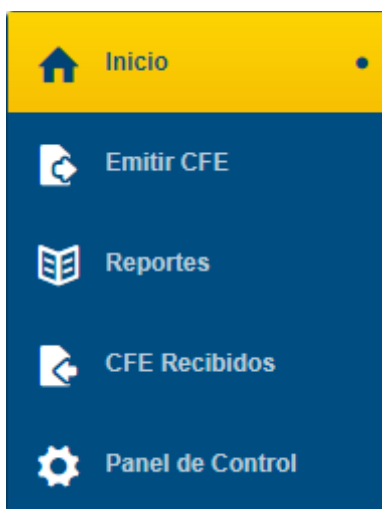 Inicio
Emitir CFE
Reportes
CFE Recibidos
Panel de Control